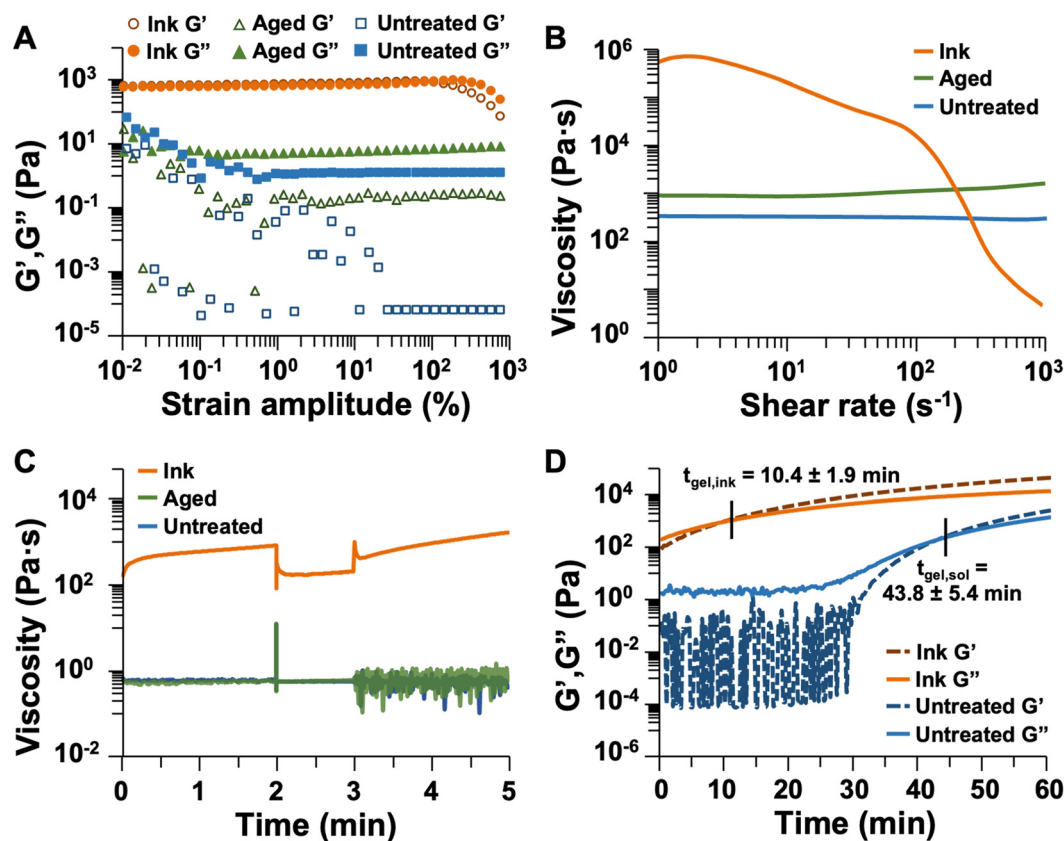 A
Ink G’ Aged G’ Untreated G’
Ink G” Aged G” Untreated G”
G’,G” (Pa)
10³
10¹
10⁻¹
10⁻³
10⁻⁵
10⁻² 10⁻¹ 10⁰ 10¹ 10² 10³
Strain amplitude (%)
B
Ink
Aged
Untreated
Viscosity (Pa·s)
10⁶
10⁴
10²
10⁰
10⁰ 10¹ 10² 10³
Shear rate (s⁻¹)
C
Ink
Aged
Untreated
Viscosity (Pa·s)
10⁴
10²
10⁰
10⁻²
0 1 2 3 4 5
Time (min)
D
t gel,ink = 10.4 ± 1.9 min
t gel,sol =
43.8 ± 5.4 min
Ink G’
Ink G”
Untreated G’
Untreated G”
G’,G” (Pa)
10⁴
10²
10⁰
10⁻²
10⁻⁴
10⁻⁶
0 10 20 30 40 50 60
Time (min)